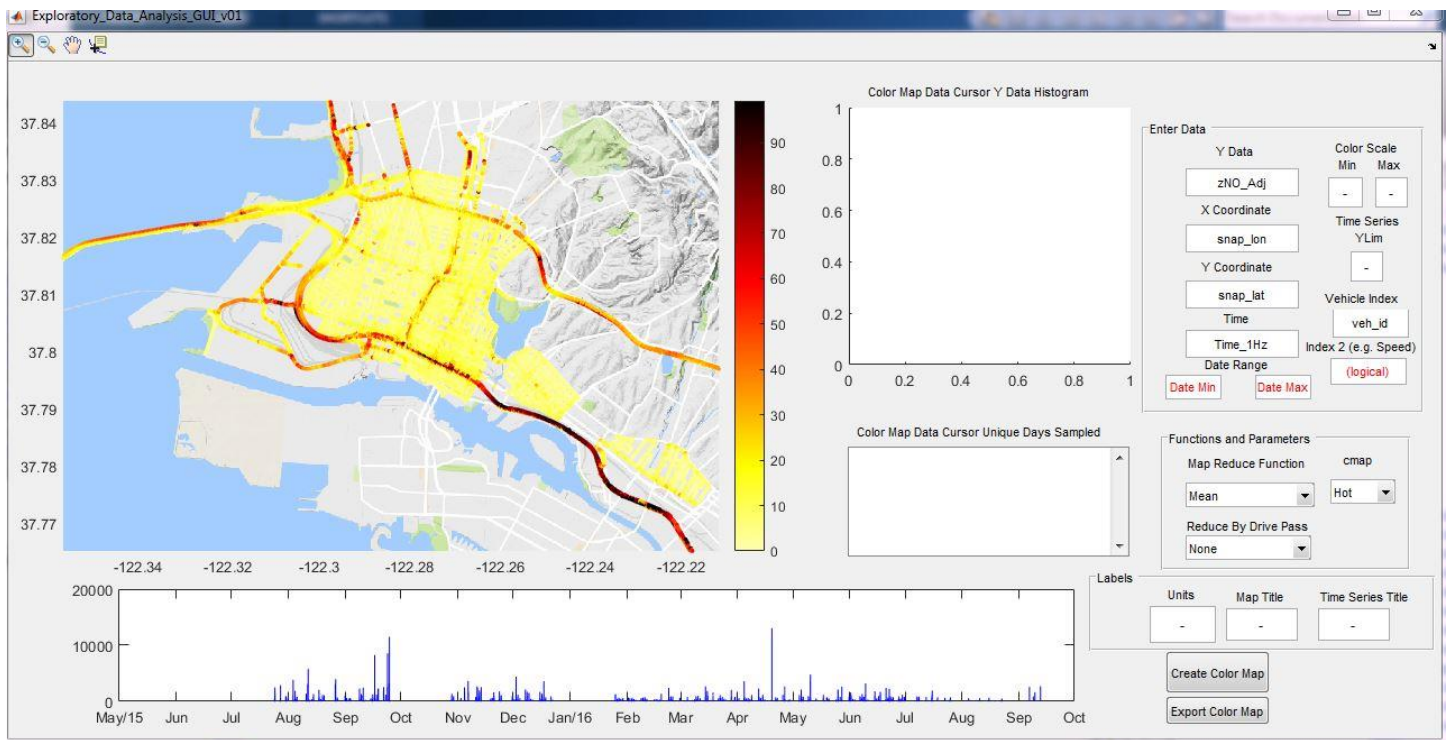 Exploratory_Data_Analysis_GUI_v01
37.84
37.83
37.82
37.81
37.8
37.79
37.78
37.77
-122.34 -122.32 -122.3 -122.28 -122.26 -122.24 -122.22
90
80
70
60
50
40
30
20
10
0
Color Map Data Cursor Y Data Histogram
1
0.8
0.6
0.4
0.2
0
0 0.2 0.4 0.6 0.8 1
Color Map Data Cursor Unique Days Sampled
Enter Data
Y Data
zNO_Adj
X Coordinate
snap_lon
Y Coordinate
snap_lat
Time
Time_1Hz
Date Range
Date Min Date Max
Color Scale
Min Max
- -
Time Series
YLim
-
Vehicle Index
veh_id
Index 2 (e.g. Speed)
(logical)
Functions and Parameters
Map Reduce Function cmap
Mean Hot
Reduce By Drive Pass
None
Labels
Units Map Title Time Series Title
- - -
Create Color Map
Export Color Map
20000
10000
0
May/15 Jun Jul Aug Sep Oct Nov Dec Jan/16 Feb Mar Apr May Jun Jul Aug Sep Oct